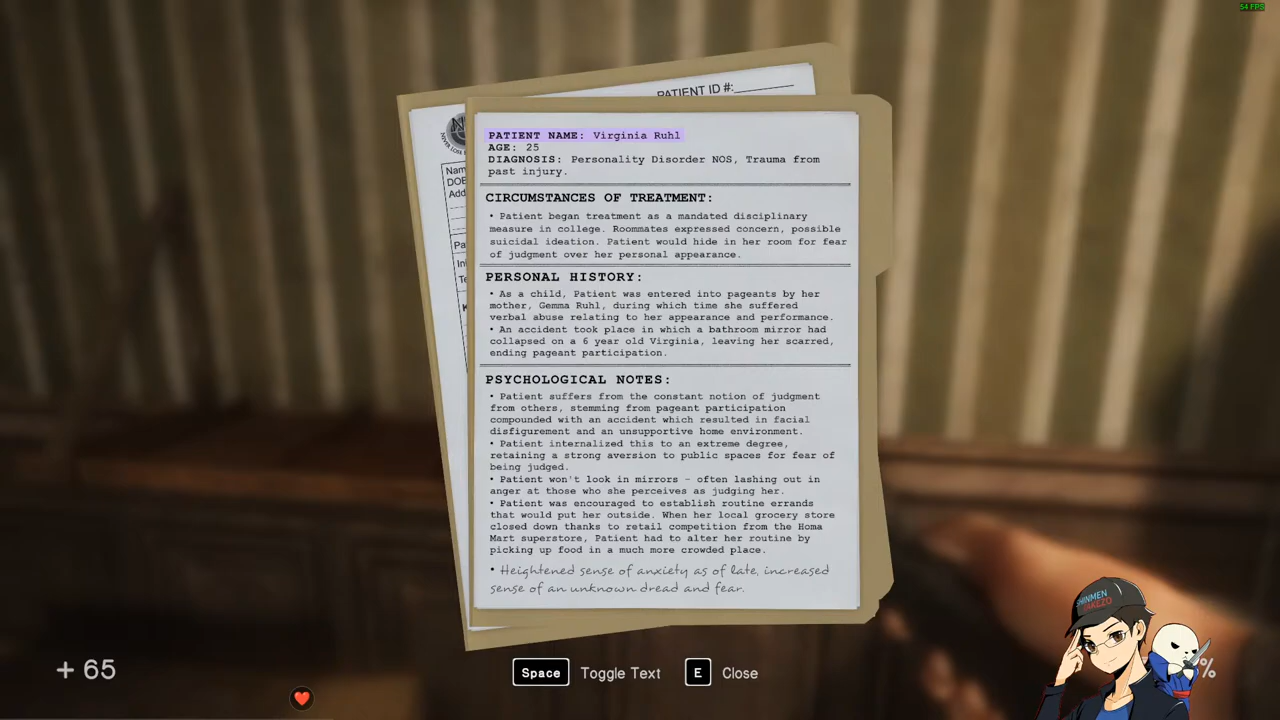 54 FPS
PATIENT ID #:
PATIENT NAME: Virginia Ruhl
AGE: 25
DIAGNOSIS: Personality Disorder NOS, Trauma from
past injury.
CIRCUMSTANCES OF TREATMENT:
• Patient began treatment as a mandated disciplinary
measure in college. Roommates expressed concern, possible
suicidal ideation. Patient would hide in her room for fear
of judgment over her personal appearance.
PERSONAL HISTORY:
• As a child, Patient was entered into pageants by her
mother, Gemma Ruhl, during which time she suffered
verbal abuse relating to her appearance and performance.
• An accident took place in which a bathroom mirror had
collapsed on a 6 year old Virginia, leaving her scarred,
ending pageant participation.
PSYCHOLOGICAL NOTES:
• Patient suffers from the constant notion of judgment
from others, stemming from pageant participation
compounded with an accident which resulted in facial
disfigurement and an unsupportive home environment.
• Patient internalized this to an extreme degree,
retaining a strong aversion to public spaces for fear of
being judged.
• Patient won't look in mirrors – often lashing out in
anger at those who she perceives as judging her.
• Patient was encouraged to establish routine errands
that would put her outside. When her local grocery store
closed down thanks to retail competition from the Homa
Mart superstore, Patient had to alter her routine by
picking up food in a much more crowded place.
• Heightened sense of anxiety as of late, increased
sense of an unknown dread and fear.
Nam
DOB
Add
Pa
In
Te
+ 65
Space Toggle Text E Close
SHINMEN
TAKEZO
%